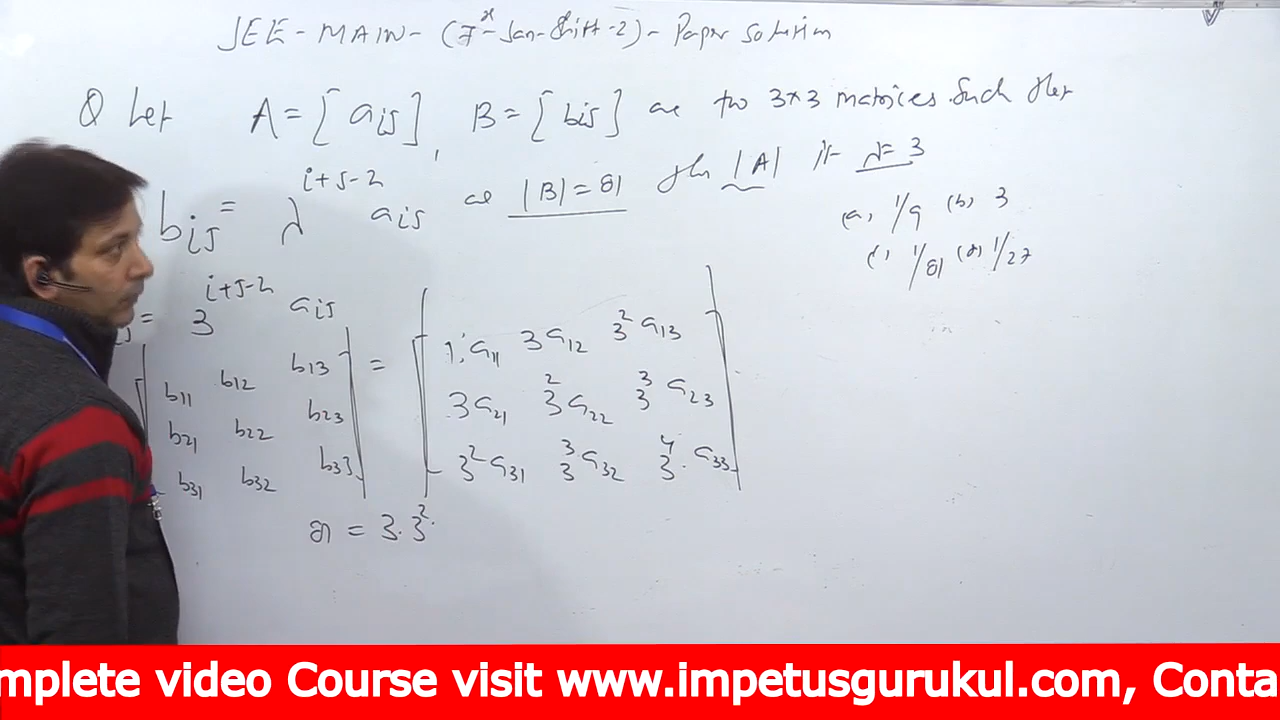 JEE - MAIN - (7 - Jan - Shift - 2) - Paper Solution
Q Let A = [aij], B = [bij] are two 3×3 matrices such that
bij = λ^(i+j-2) aij as |B| = 81 then |A| if λ = 3
(a) 1/9 (b) 3
(c) 1/81 (d) 1/27
= 3^(i+j-2) aij
b11 b12 b13 = 1·a11 3a12 3²a13
b21 b22 b23 3a21 3²a22 3³a23
b31 b32 b33 3²a31 3³a32 3⁴·a33
81 = 3·3²·
mplete video Course visit www.impetusgurukul.com, Conta